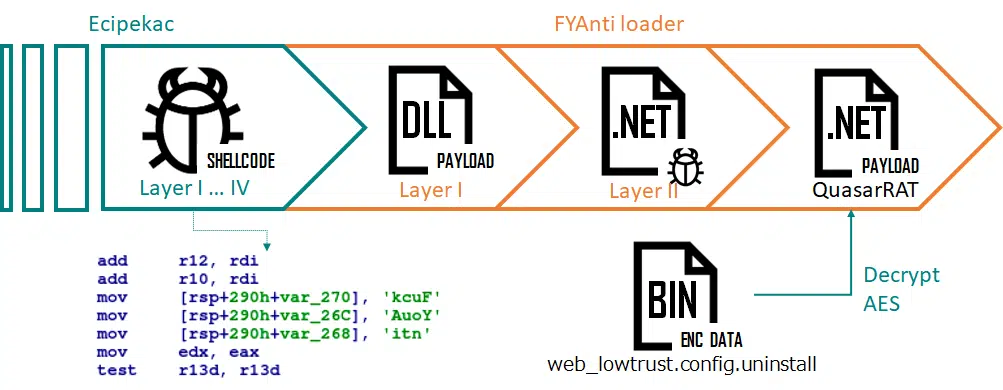 Ecipekac
FYAnti loader
SHELLCODE
Layer I ... IV
DLL
PAYLOAD
Layer I
.NET
Layer II
.NET
PAYLOAD
QuasarRAT
add r12, rdi
add r10, rdi
mov [rsp+290h+var_270], 'kcuF'
mov [rsp+290h+var_26C], 'AuoY'
mov [rsp+290h+var_268], 'itn'
mov edx, eax
test r13d, r13d
BIN
ENC DATA
web_lowtrust.config.uninstall
Decrypt
AES